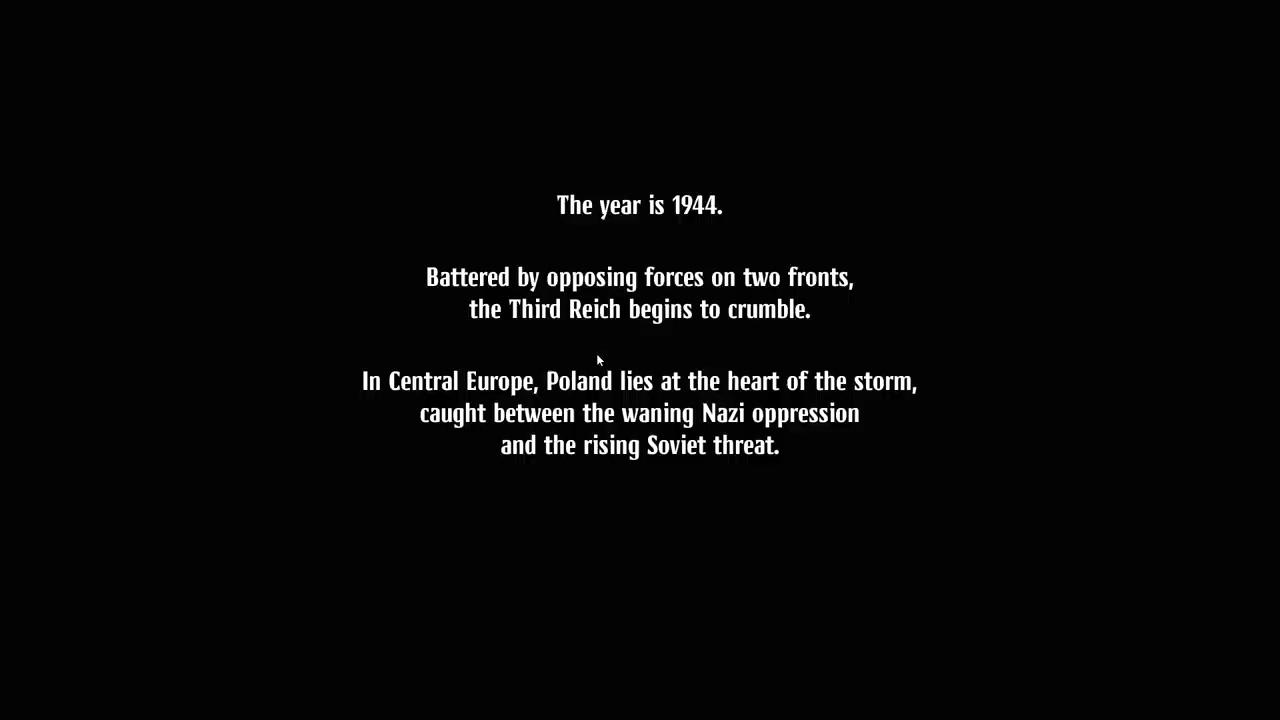 The year is 1944.
Battered by opposing forces on two fronts,
the Third Reich begins to crumble.
In Central Europe, Poland lies at the heart of the storm,
caught between the waning Nazi oppression
and the rising Soviet threat.